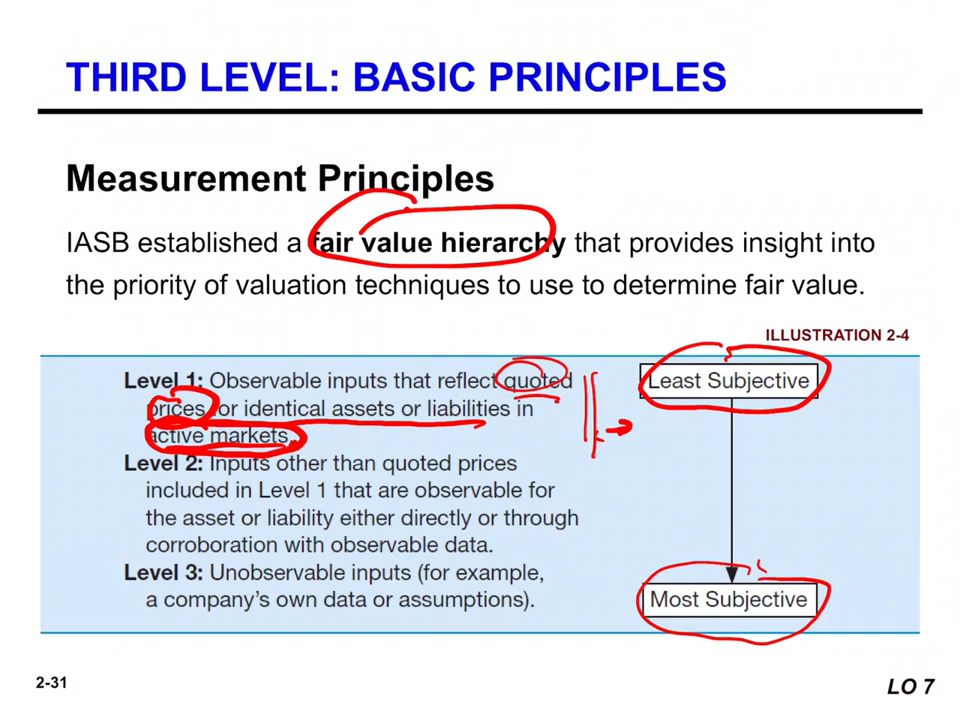 THIRD LEVEL: BASIC PRINCIPLES
Measurement Principles
IASB established a fair value hierarchy that provides insight into
the priority of valuation techniques to use to determine fair value.
ILLUSTRATION 2-4
Level 1: Observable inputs that reflect quoted
prices for identical assets or liabilities in
active markets.
Level 2: Inputs other than quoted prices
included in Level 1 that are observable for
the asset or liability either directly or through
corroboration with observable data.
Level 3: Unobservable inputs (for example,
a company’s own data or assumptions).
Least Subjective
Most Subjective
2-31
LO 7